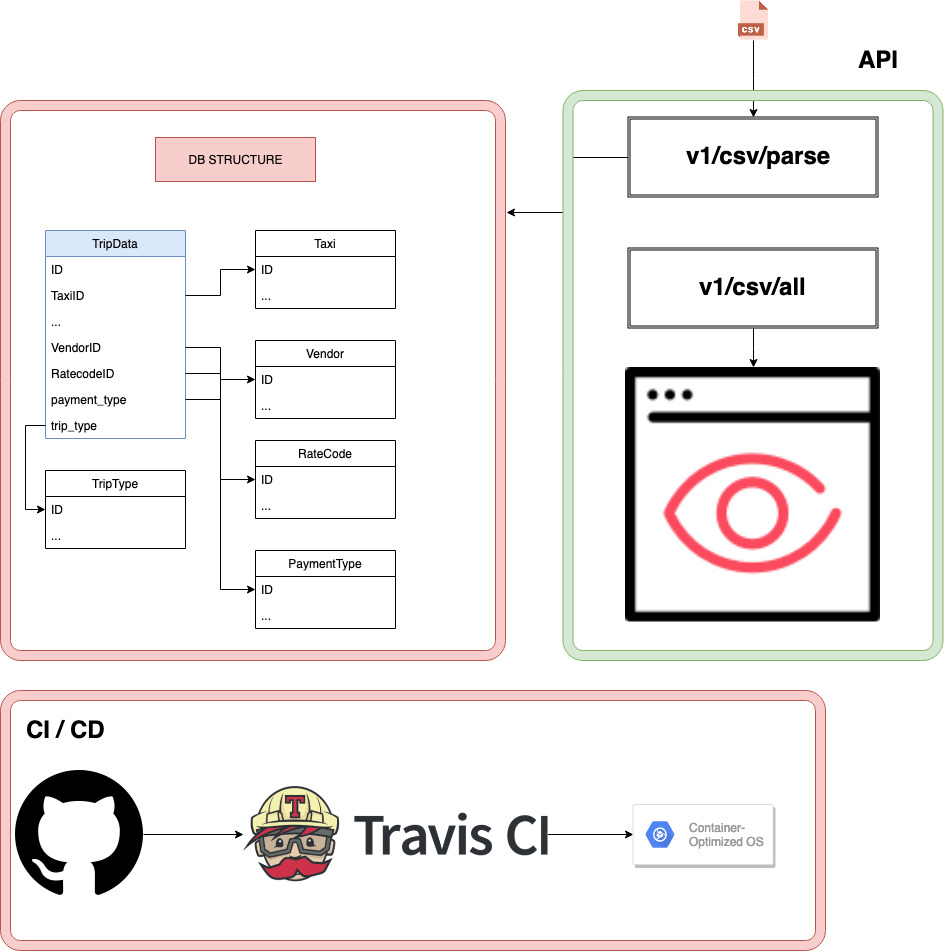 CSV
API
DB STRUCTURE
v1/csv/parse
TripData
ID
TaxiID
...
VendorID
RatecodeID
payment_type
trip_type
Taxi
ID
...
Vendor
ID
...
RateCode
ID
...
PaymentType
ID
...
TripType
ID
...
v1/csv/all
CI / CD
T
Travis CI
Container-
Optimized OS